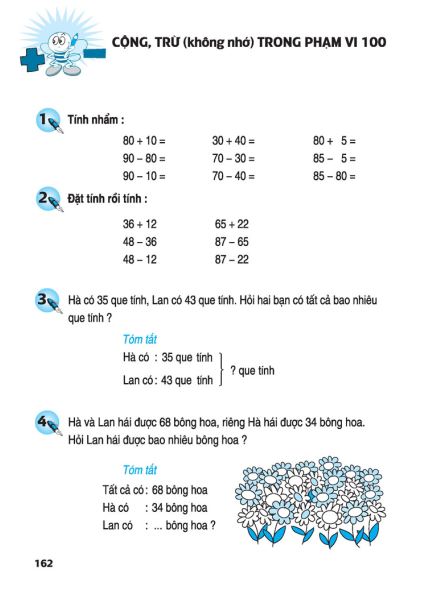 CỘNG, TRỪ (không nhớ) TRONG PHẠM VI 100
1 Tính nhẩm :
80 + 10 = 30 + 40 = 80 + 5 =
90 – 80 = 70 – 30 = 85 – 5 =
90 – 10 = 70 – 40 = 85 – 80 =
2 Đặt tính rồi tính :
36 + 12 65 + 22
48 – 36 87 – 65
48 – 12 87 – 22
3 Hà có 35 que tính, Lan có 43 que tính. Hỏi hai bạn có tất cả bao nhiêu
que tính ?
Tóm tắt
Hà có : 35 que tính
? que tính
Lan có : 43 que tính
4 Hà và Lan hái được 68 bông hoa, riêng Hà hái được 34 bông hoa.
Hỏi Lan hái được bao nhiêu bông hoa ?
Tóm tắt
Tất cả có : 68 bông hoa
Hà có : 34 bông hoa
Lan có : ... bông hoa ?
162